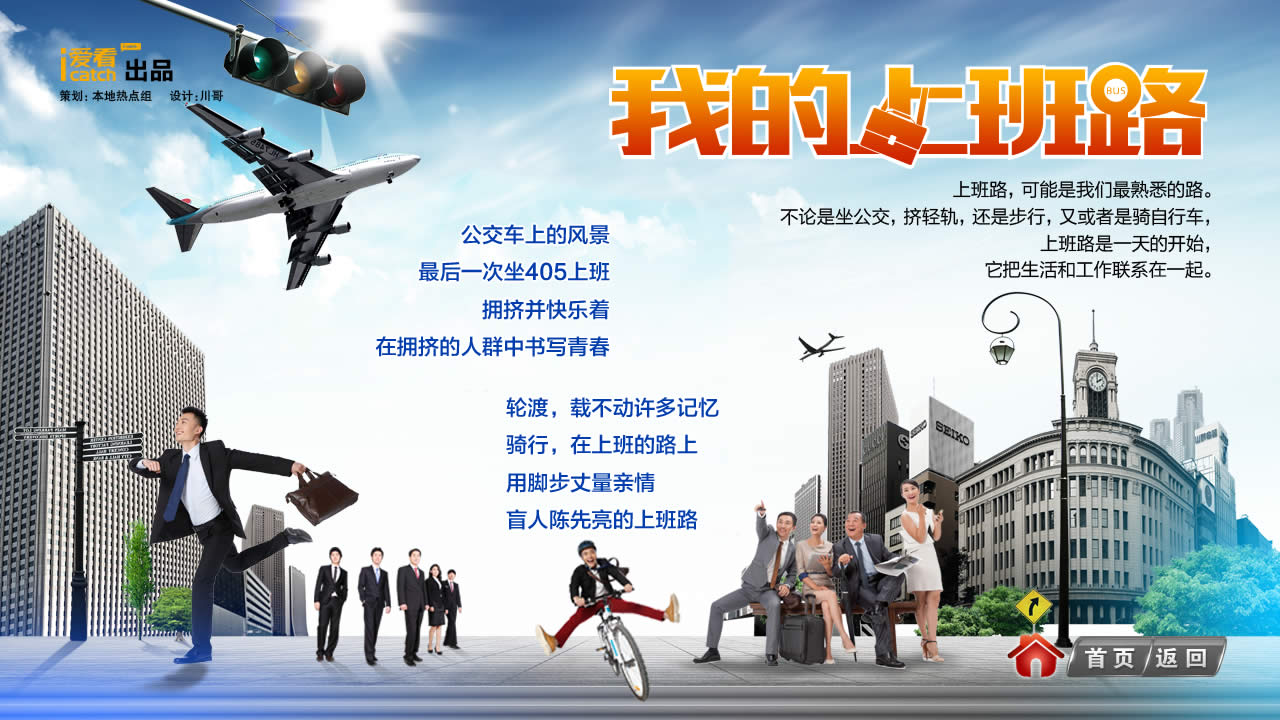 i爱看
catch 出品
策划：本地热点组 设计：川哥
我的上班路
BUS
上班路，可能是我们最熟悉的路。
不论是坐公交，挤轻轨，还是步行，又或者是骑自行车，
上班路是一天的开始，
它把生活和工作联系在一起。
公交车上的风景
最后一次坐405上班
拥挤并快乐着
在拥挤的人群中书写青春
轮渡，载不动许多记忆
骑行，在上班的路上
用脚步丈量亲情
盲人陈先亮的上班路
SEIKO
首页 返回